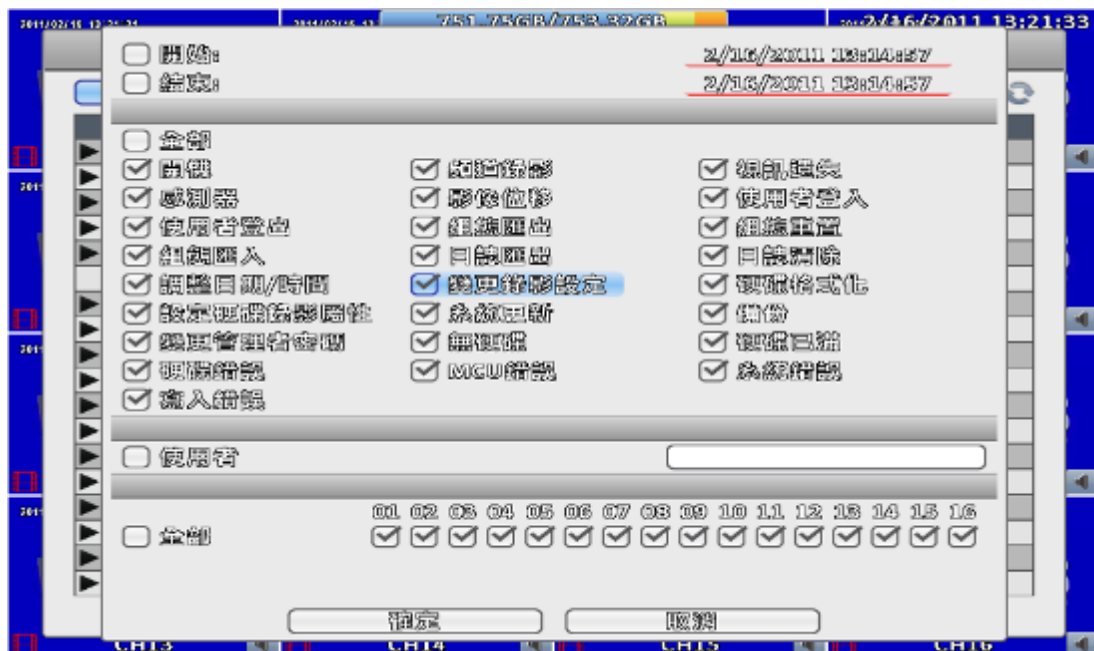 2011/02/16 13:21:31
751.75GB/753.32GB
2/16/2011 13:21:33
開始: 2/16/2011 13:14:57
結束: 2/16/2011 13:14:57
全部
開機 頻道錄影 視訊遺失
感測器 影像位移 使用者登入
使用者登出 組態匯出 組態重置
組態匯入 日誌匯出 日誌清除
調整日期/時間 變更錄影設定 硬碟格式化
設定硬碟錄影屬性 系統更新 備份
變更管理者密碼 無硬碟 硬碟已滿
硬碟錯誤 MCU錯誤 系統錯誤
寫入錯誤
使用者
01 02 03 04 05 06 07 08 09 10 11 12 13 14 15 16
全部
確定 取消
CH13 CH14 CH15 CH16